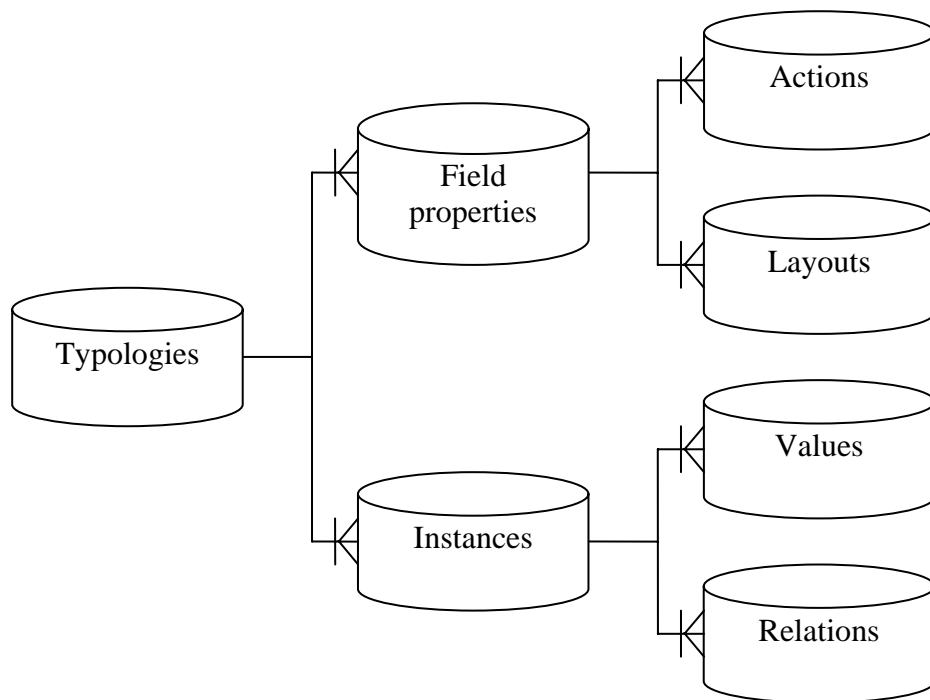 Actions
Field
properties
Layouts
Typologies
Values
Instances
Relations